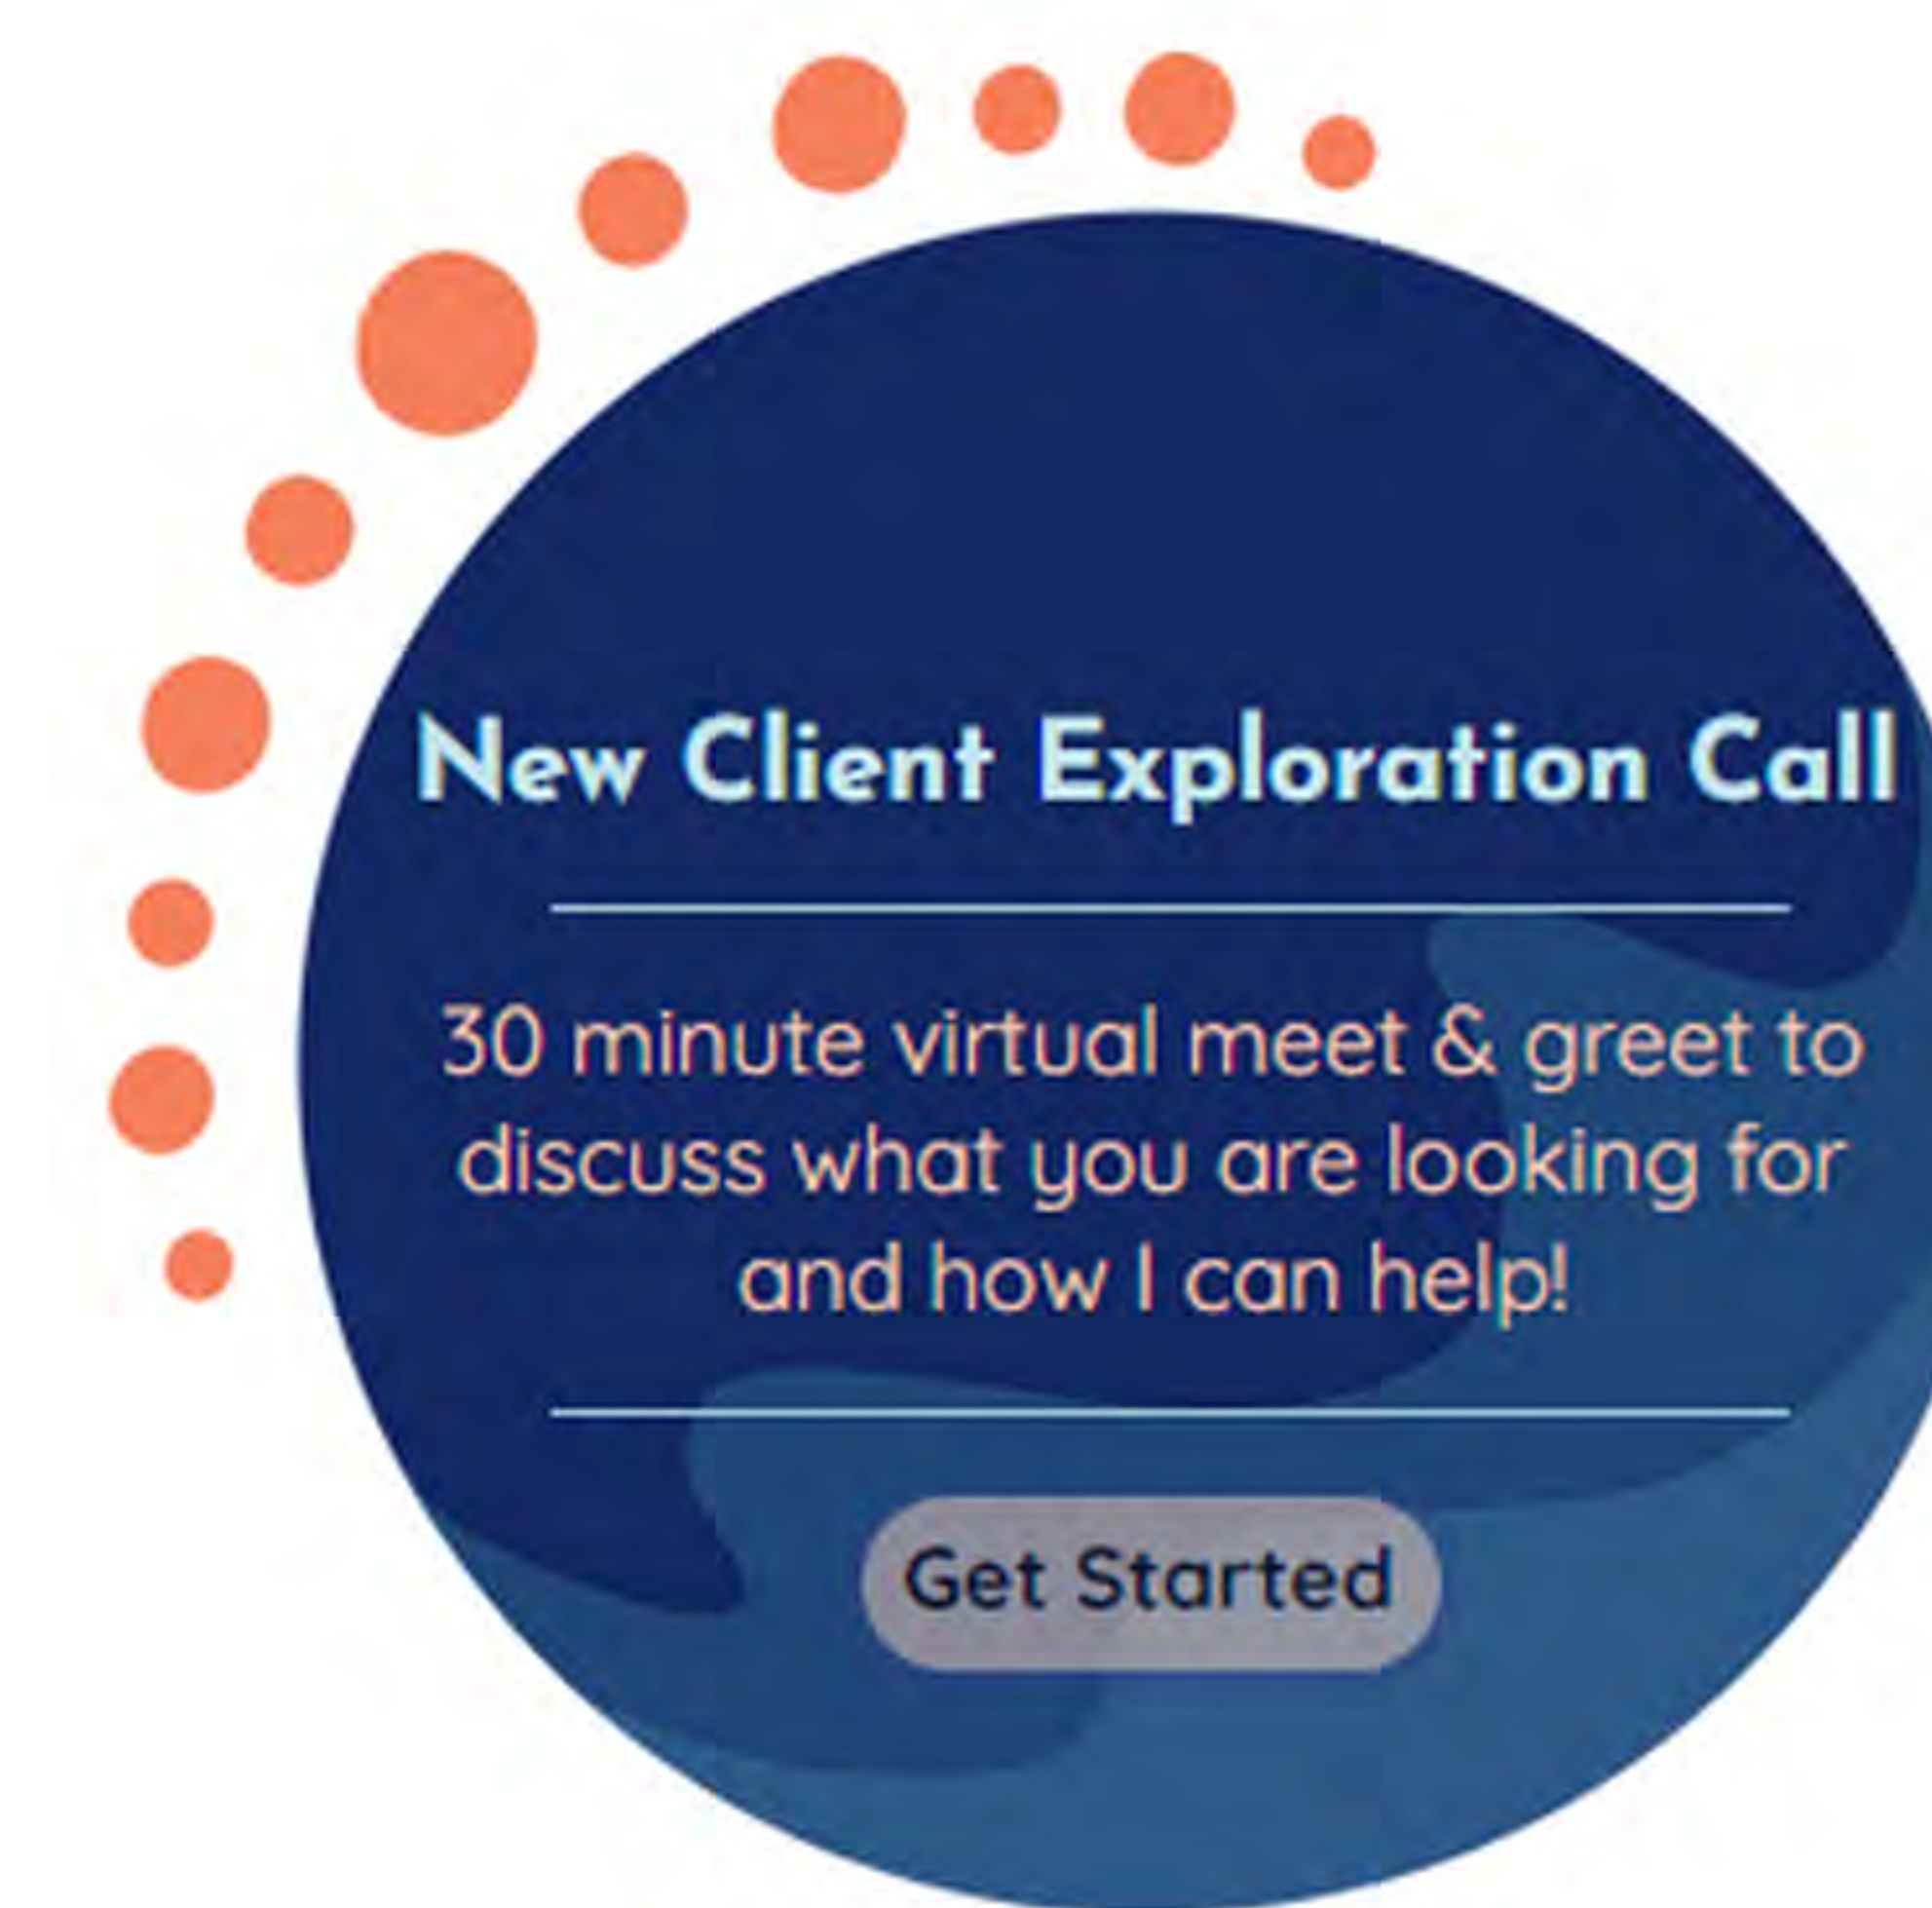 New Client Exploration Call
30 minute virtual meet & greet to
discuss what you are looking for
and how I can help!
Get Started